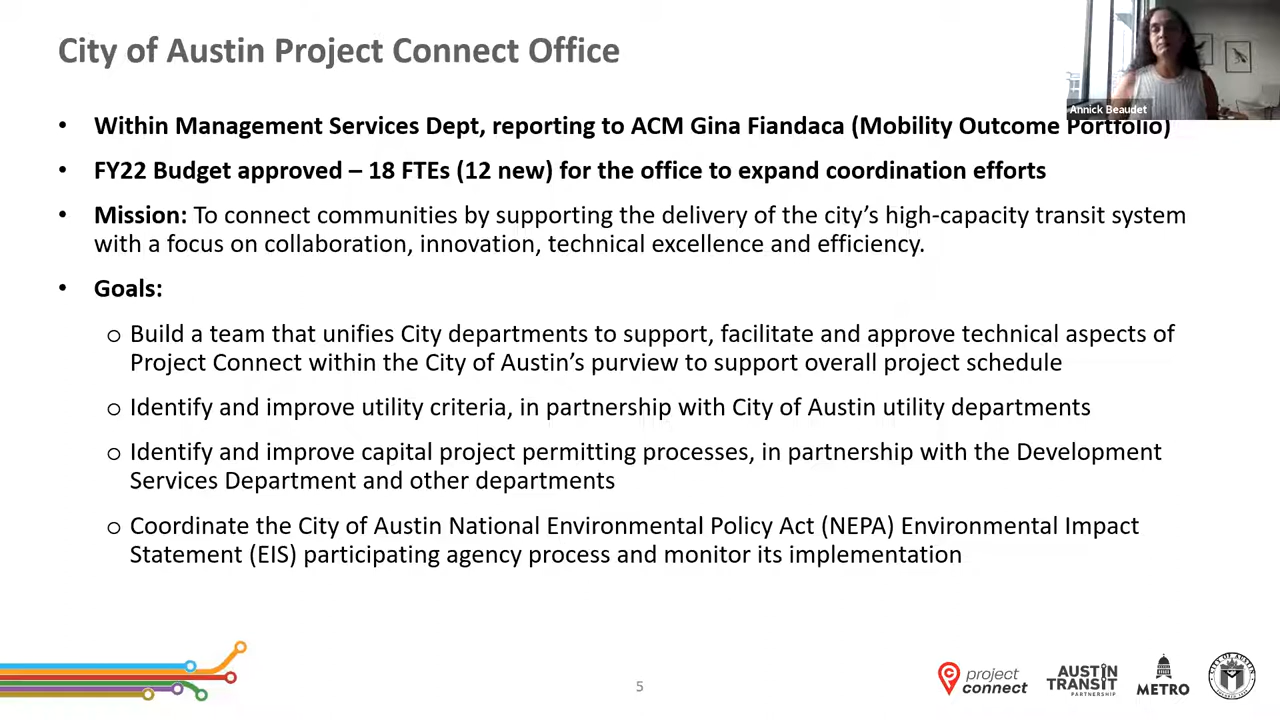 City of Austin Project Connect Office
Annick Beaudet
• Within Management Services Dept, reporting to ACM Gina Fiandaca (Mobility Outcome Portfolio)
• FY22 Budget approved – 18 FTEs (12 new) for the office to expand coordination efforts
• Mission: To connect communities by supporting the delivery of the city’s high-capacity transit system
with a focus on collaboration, innovation, technical excellence and efficiency.
• Goals:
o Build a team that unifies City departments to support, facilitate and approve technical aspects of
Project Connect within the City of Austin’s purview to support overall project schedule
o Identify and improve utility criteria, in partnership with City of Austin utility departments
o Identify and improve capital project permitting processes, in partnership with the Development
Services Department and other departments
o Coordinate the City of Austin National Environmental Policy Act (NEPA) Environmental Impact
Statement (EIS) participating agency process and monitor its implementation
5
project
connect
AUSTIN
TRANSIT
PARTNERSHIP
METRO
CITY OF AUSTIN